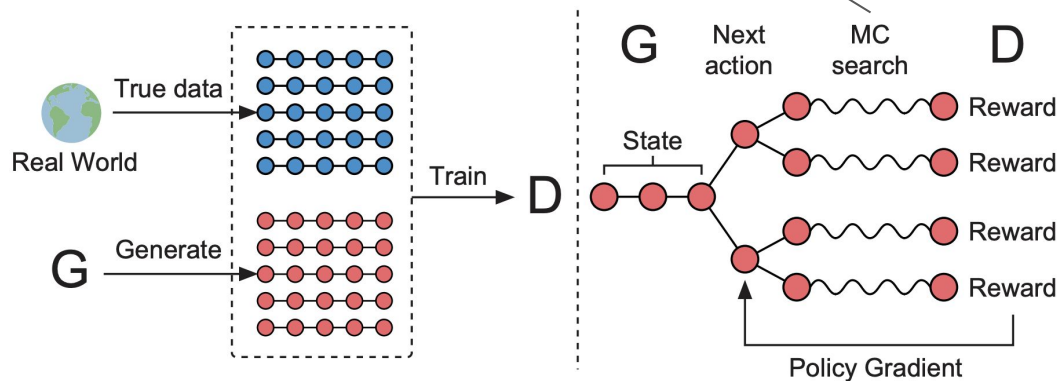 True data
Real World
G
Generate
Train
D
G
Next
action
MC
search
D
State
Reward
Reward
Reward
Reward
Policy Gradient